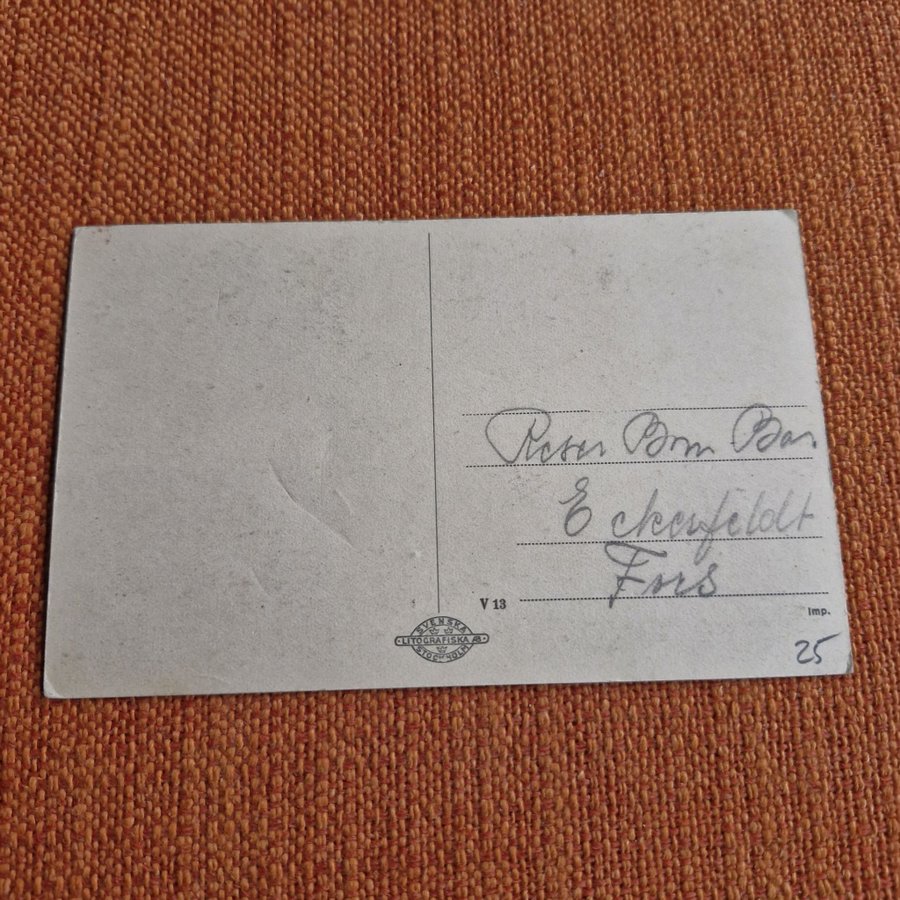 Eckenfeldt
Fors
V 13
Imp.
SVENSKA
LITOGRAFISKA AB
STOCKHOLM
25